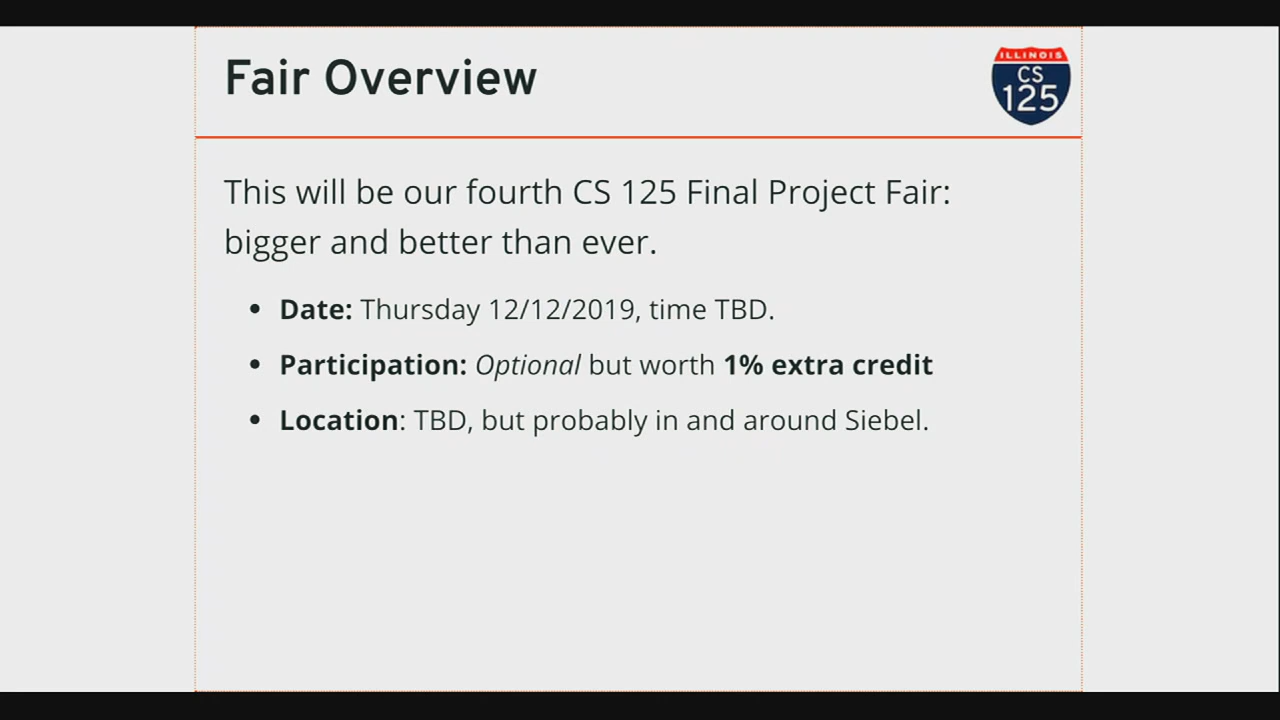 Fair Overview
ILLINOIS
CS
125
This will be our fourth CS 125 Final Project Fair:
bigger and better than ever.
• Date: Thursday 12/12/2019, time TBD.
• Participation: Optional but worth 1% extra credit
• Location: TBD, but probably in and around Siebel.